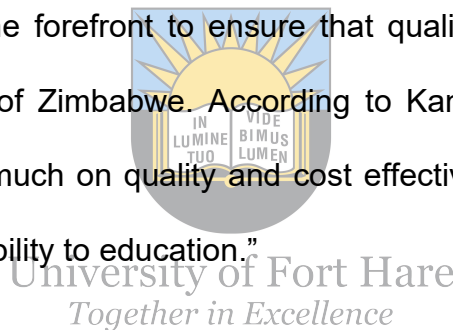 e forefront to ensure that quali
of Zimbabwe. According to Kar
IN VIDE
LUMINE BIMUS
TUO LUMEN
much on quality and cost effectiv
bility to education.”
University of Fort Hare
Together in Excellence